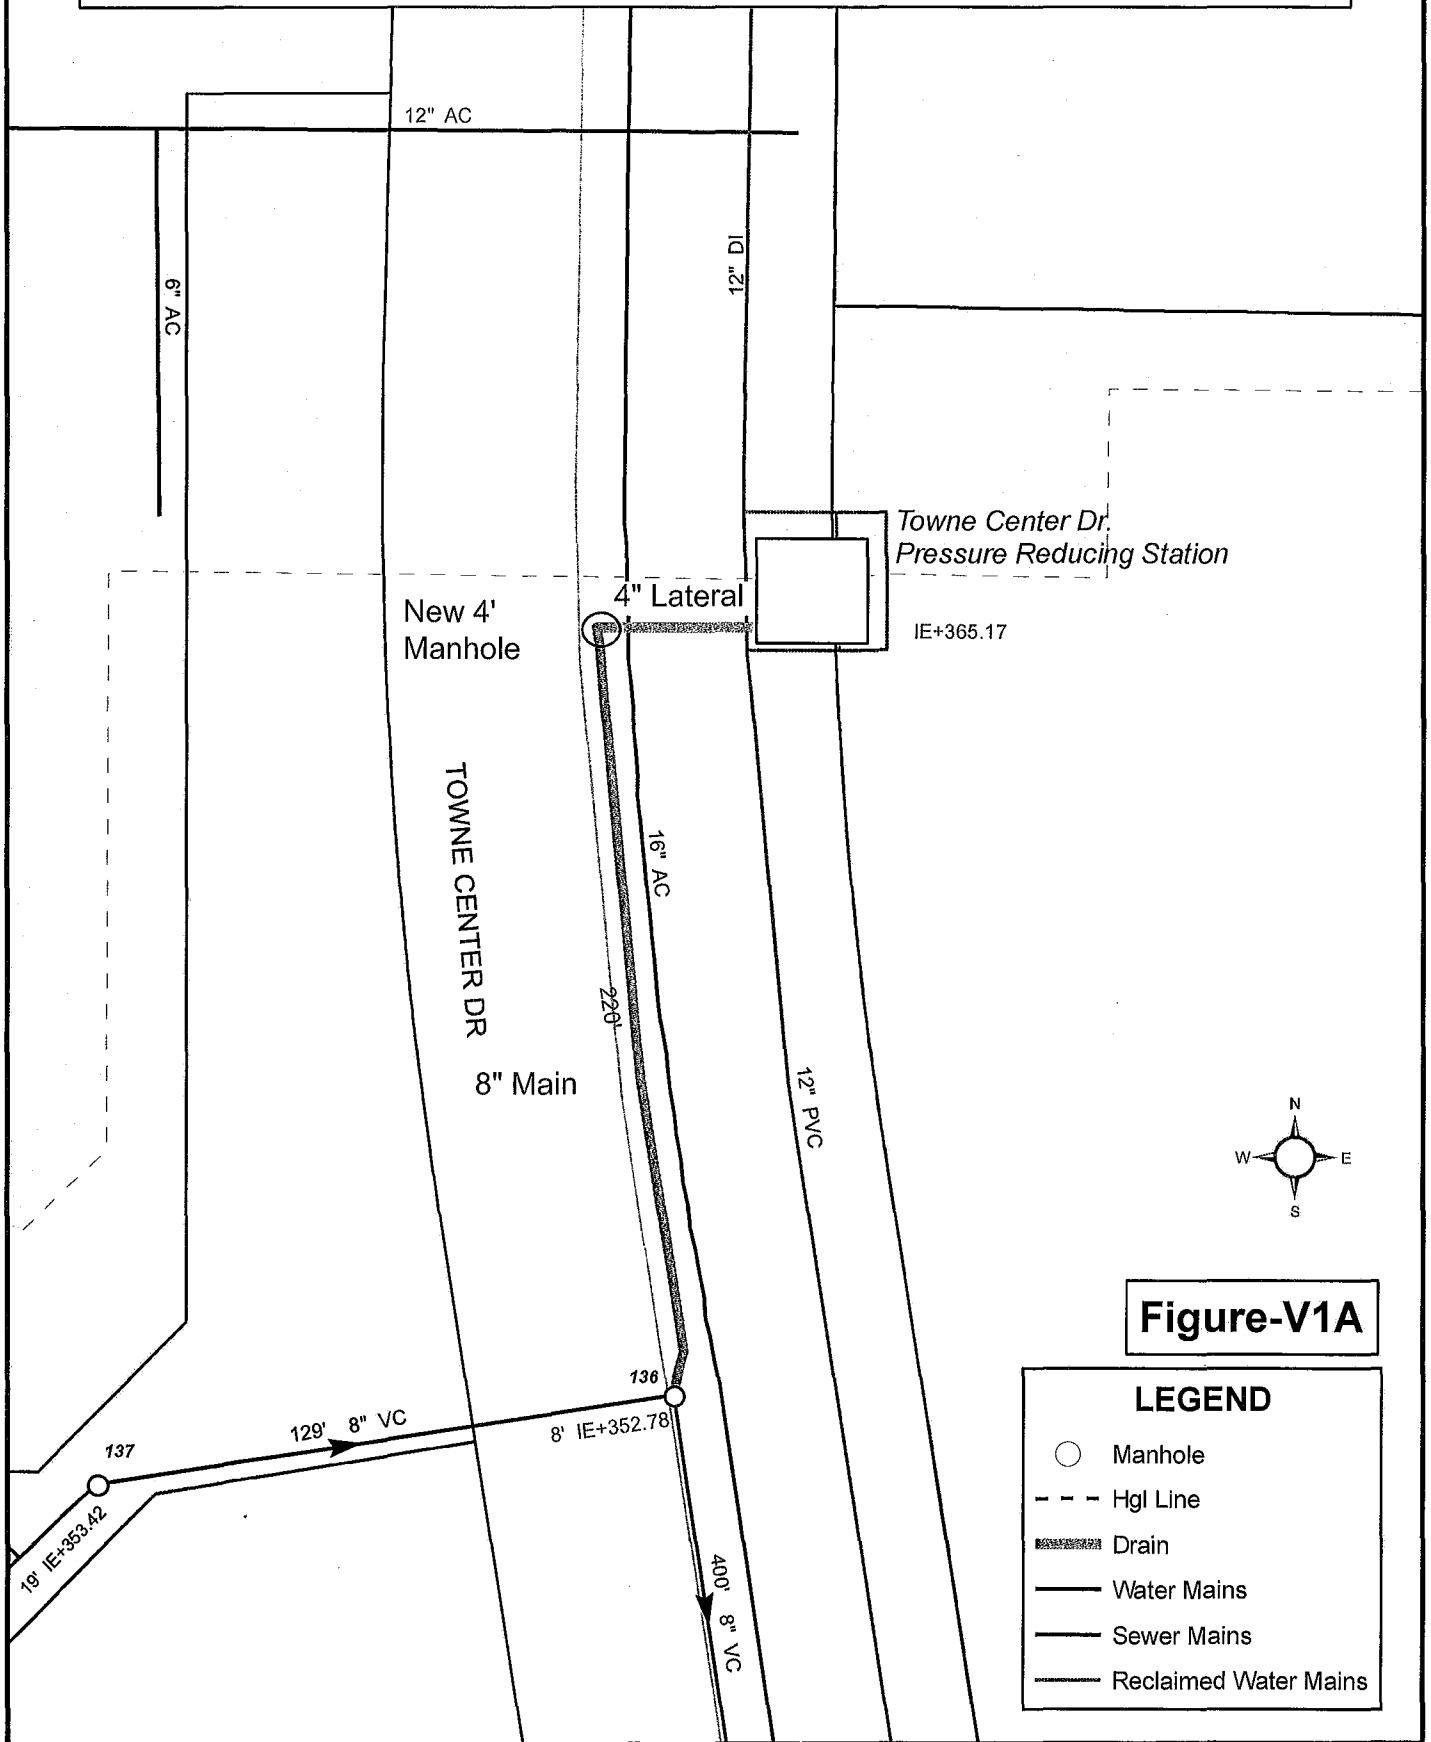 12" AC
6" AC
12" DI
Towne Center Dr.
Pressure Reducing Station
4" Lateral
New 4'
Manhole
IE+365.17
TOWNE CENTER DR
16" AC
220'
8" Main
12" PVC
N
W
E
S
Figure-V1A
136
129' 8" VC
8' IE+352.78
137
19' IE+353.42
400' 8" VC
LEGEND
Manhole
Hgl Line
Drain
Water Mains
Sewer Mains
Reclaimed Water Mains